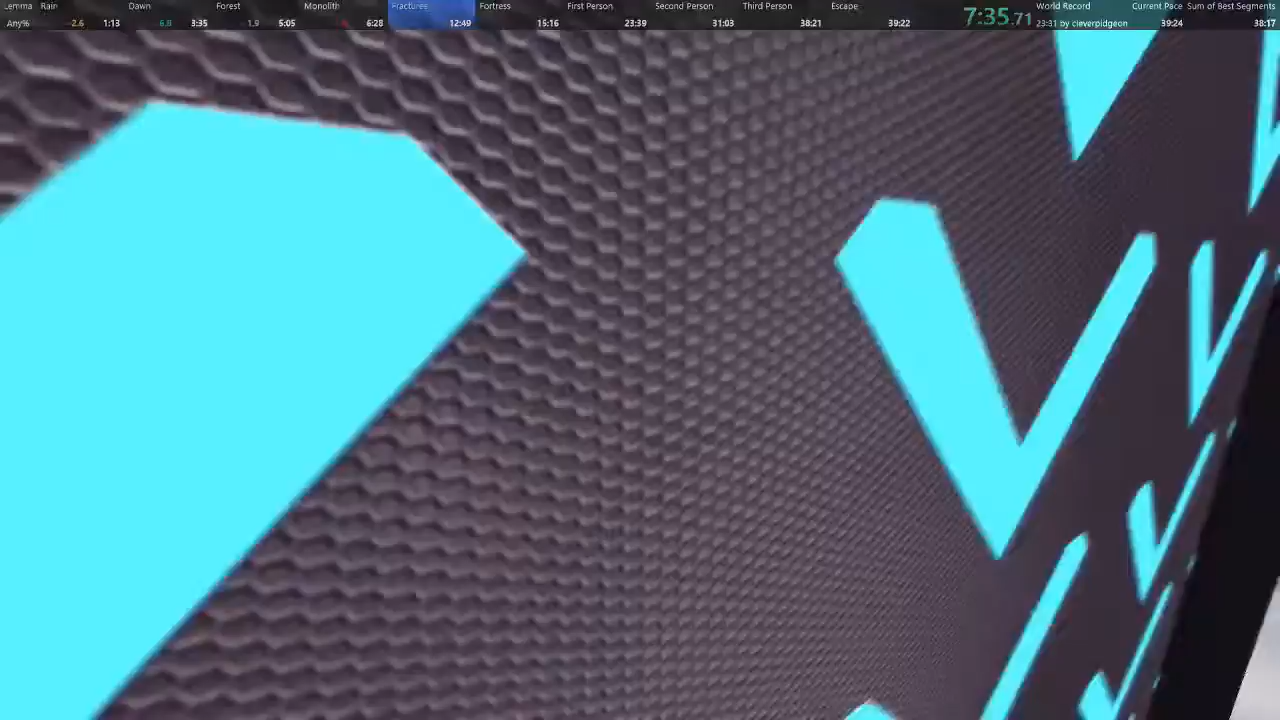 Lemma Rain Dawn Forest Monolith Fractures Fortress First Person Second Person Third Person Escape 7:35.71 World Record Current Pace Sum of Best Segments
Any% -2.6 1:13 6.8 3:35 1.9 5:05 6:28 12:49 15:16 23:39 31:03 38:21 39:22 23:31 by cleverpidgeon 39:24 38:17